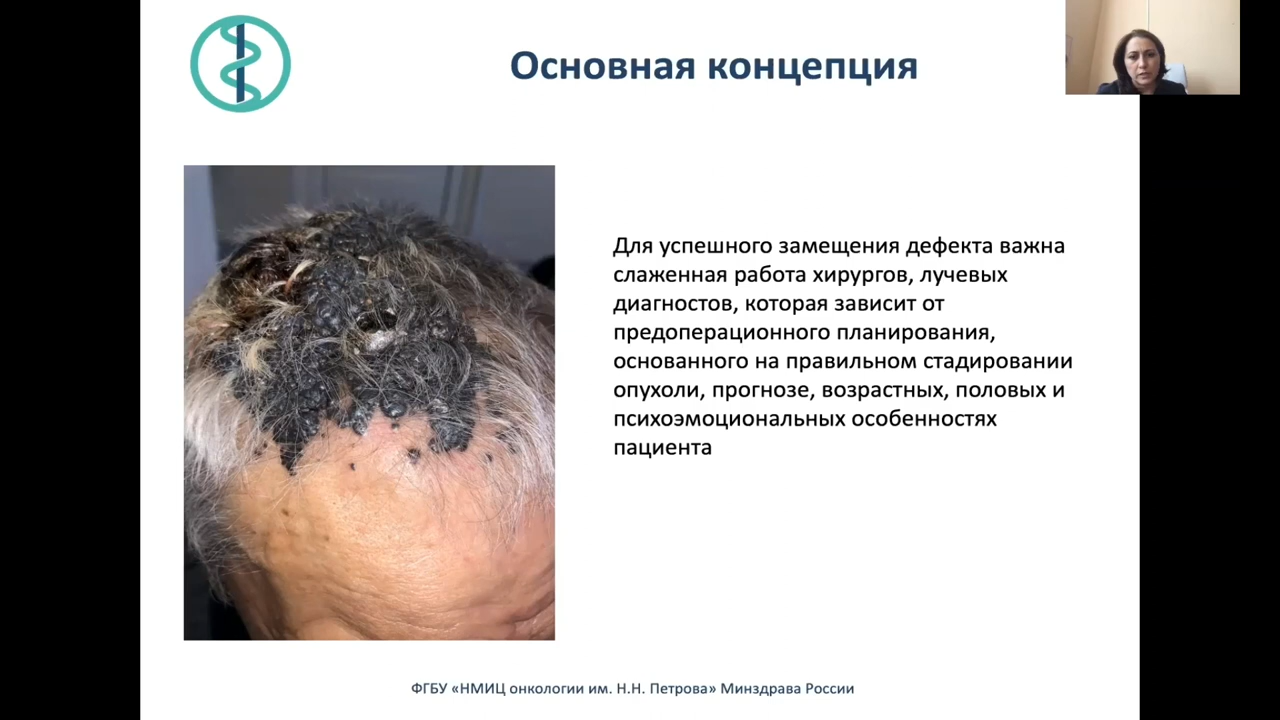 Основная концепция
Для успешного замещения дефекта важна
слаженная работа хирургов, лучевых
диагностов, которая зависит от
предоперационного планирования,
основанного на правильном стадировании
опухоли, прогнозе, возрастных, половых и
психоэмоциональных особенностях
пациента
ФГБУ «НМИЦ онкологии им. Н.Н. Петрова» Минздрава России